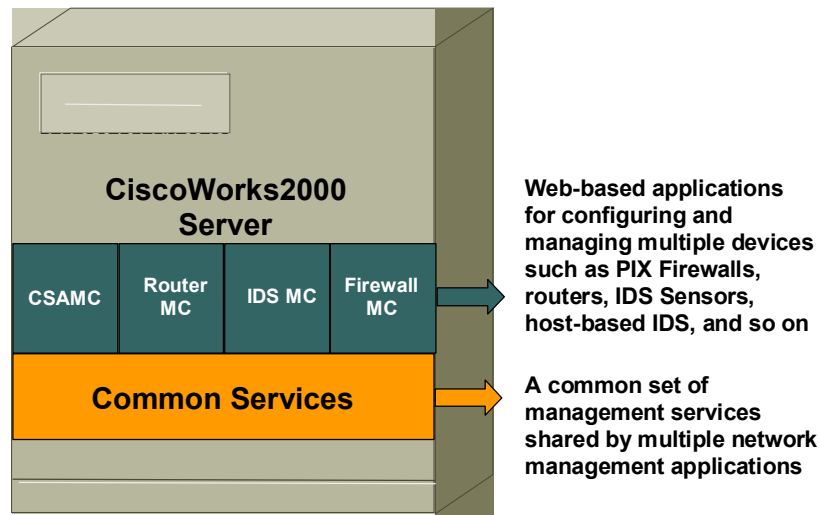 CiscoWorks2000
Server
CSAMC
Router
MC
IDS MC
Firewall
MC
Web-based applications
for configuring and
managing multiple devices
such as PIX Firewalls,
routers, IDS Sensors,
host-based IDS, and so on
Common Services
A common set of
management services
shared by multiple network
management applications